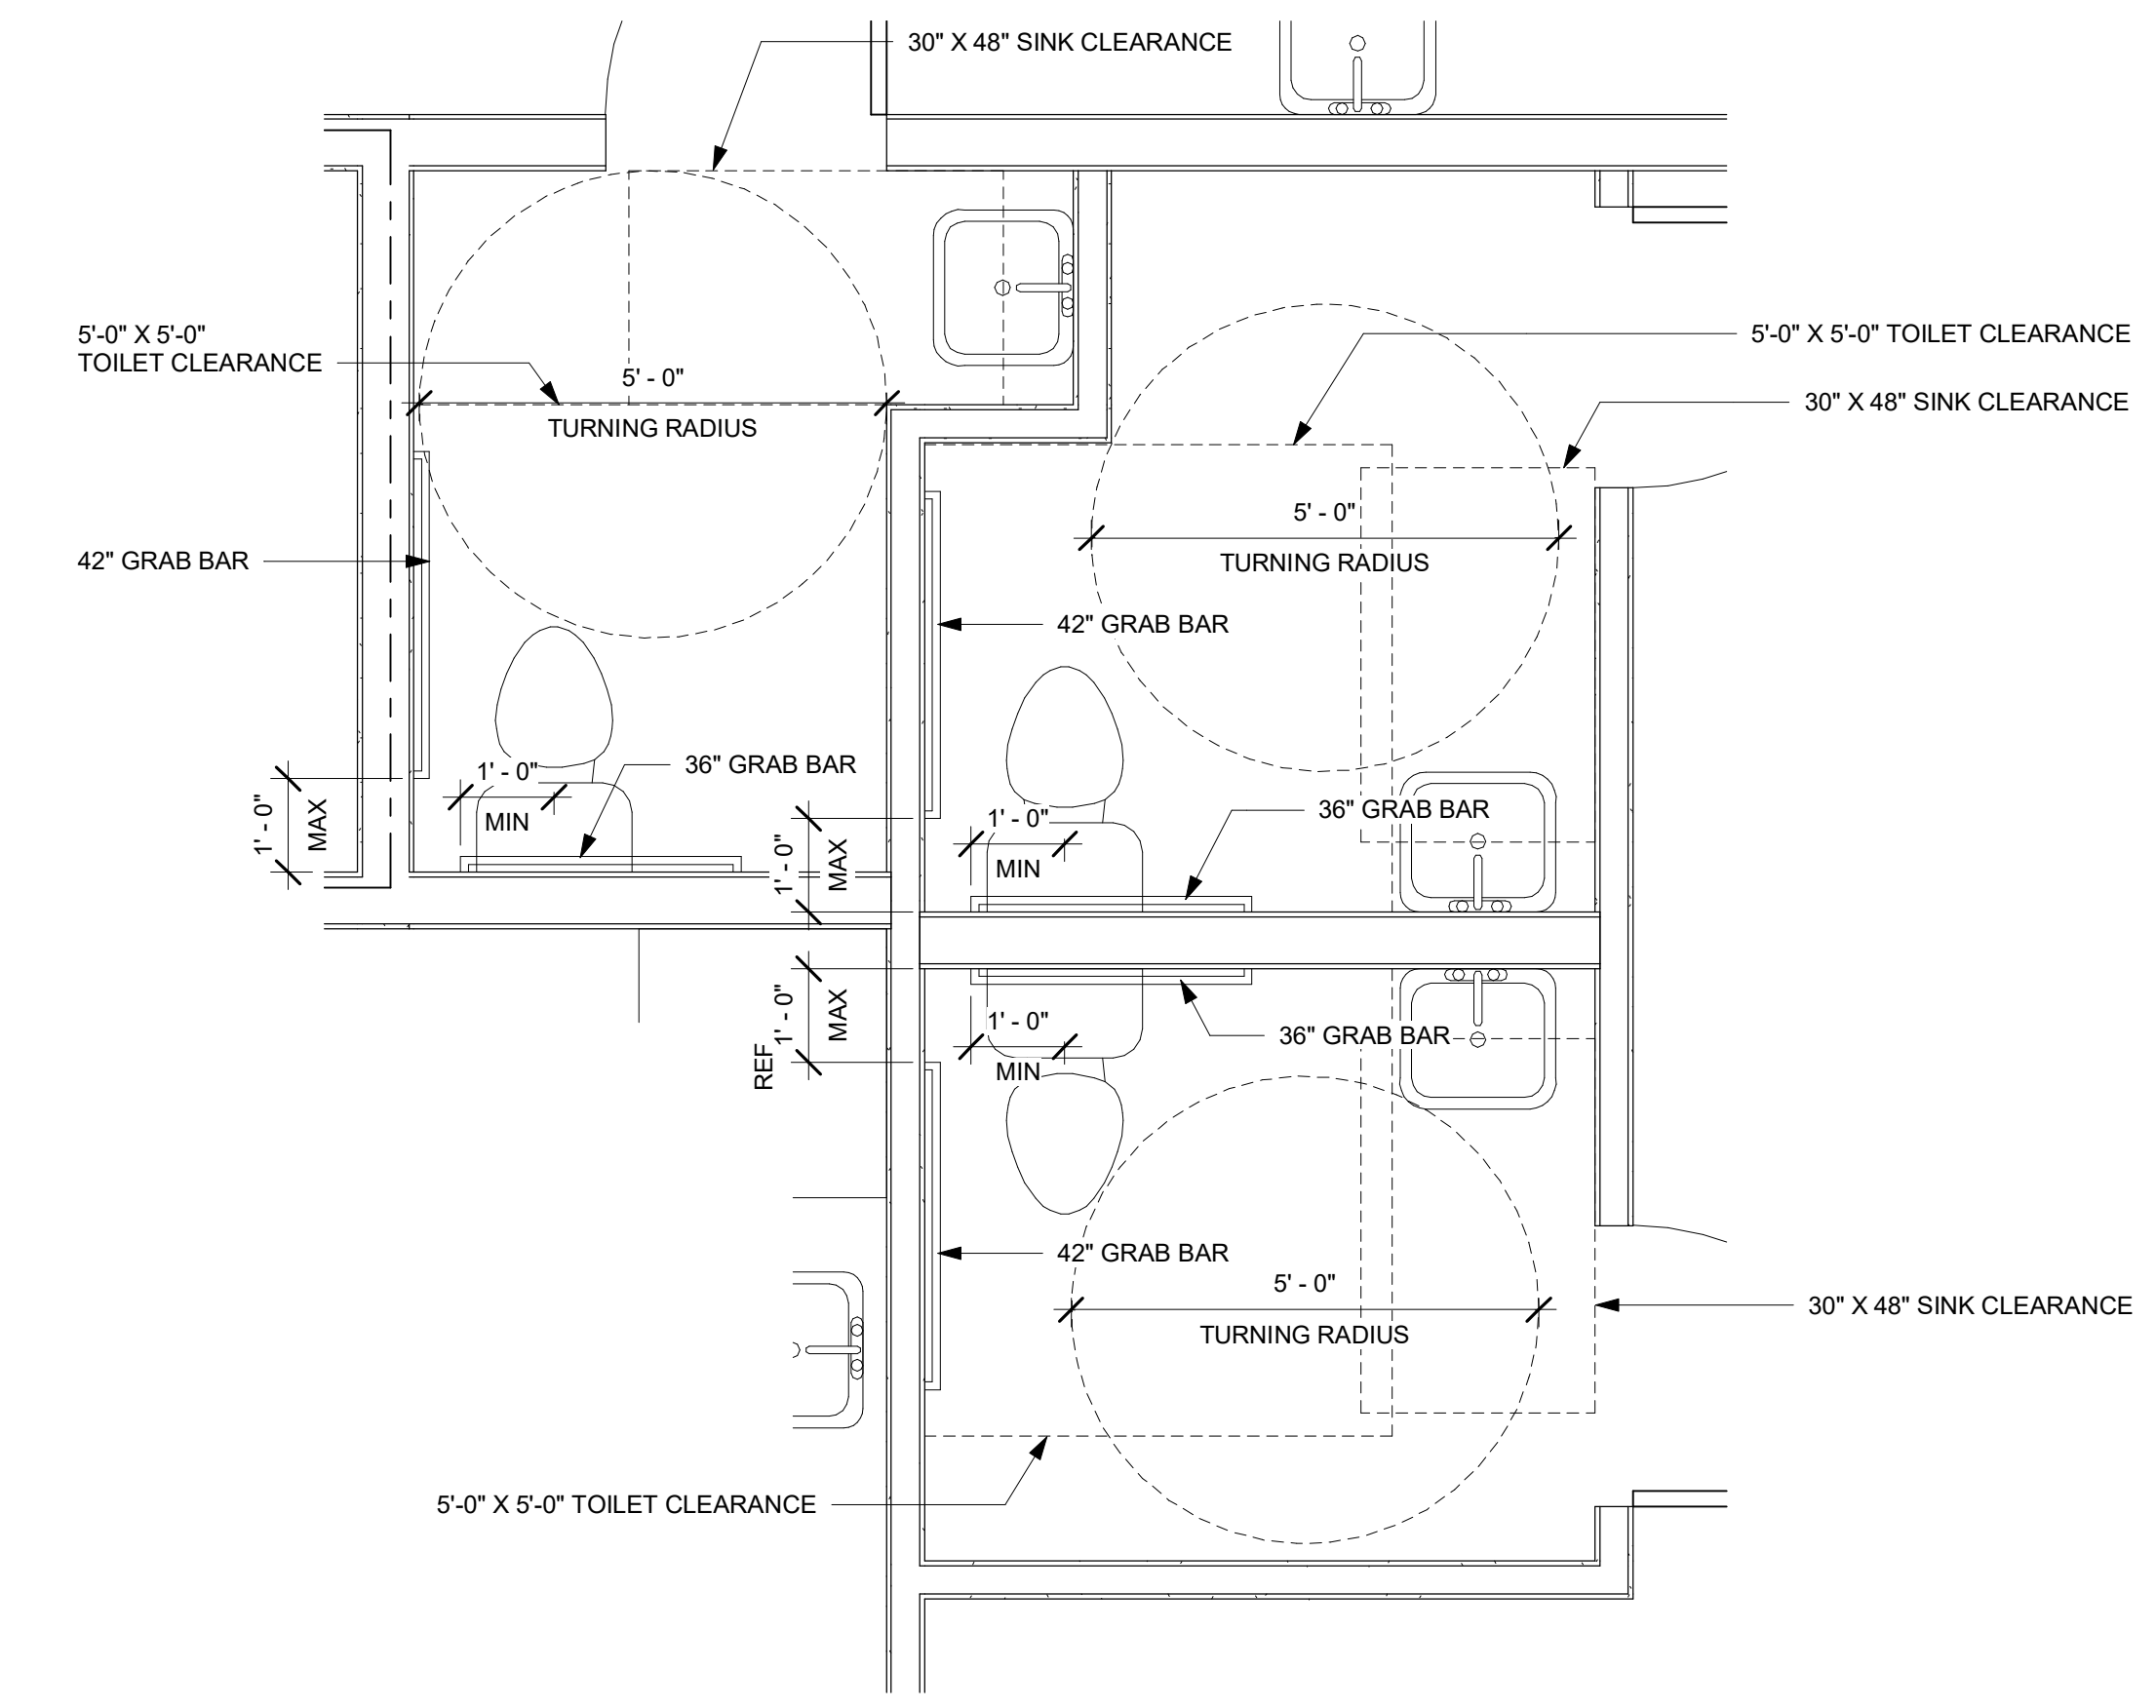 30" X 48" SINK CLEARANCE
5'-0" X 5'-0"
TOILET CLEARANCE
5' - 0"
TURNING RADIUS
5'-0" X 5'-0" TOILET CLEARANCE
30" X 48" SINK CLEARANCE
5' - 0"
TURNING RADIUS
42" GRAB BAR
42" GRAB BAR
36" GRAB BAR
1' - 0"
MIN
1' - 0"
MAX
36" GRAB BAR
1' - 0"
MIN
1' - 0"
MAX
1' - 0"
MAX
REF
1' - 0"
MIN
36" GRAB BAR
42" GRAB BAR
5' - 0"
TURNING RADIUS
30" X 48" SINK CLEARANCE
5'-0" X 5'-0" TOILET CLEARANCE